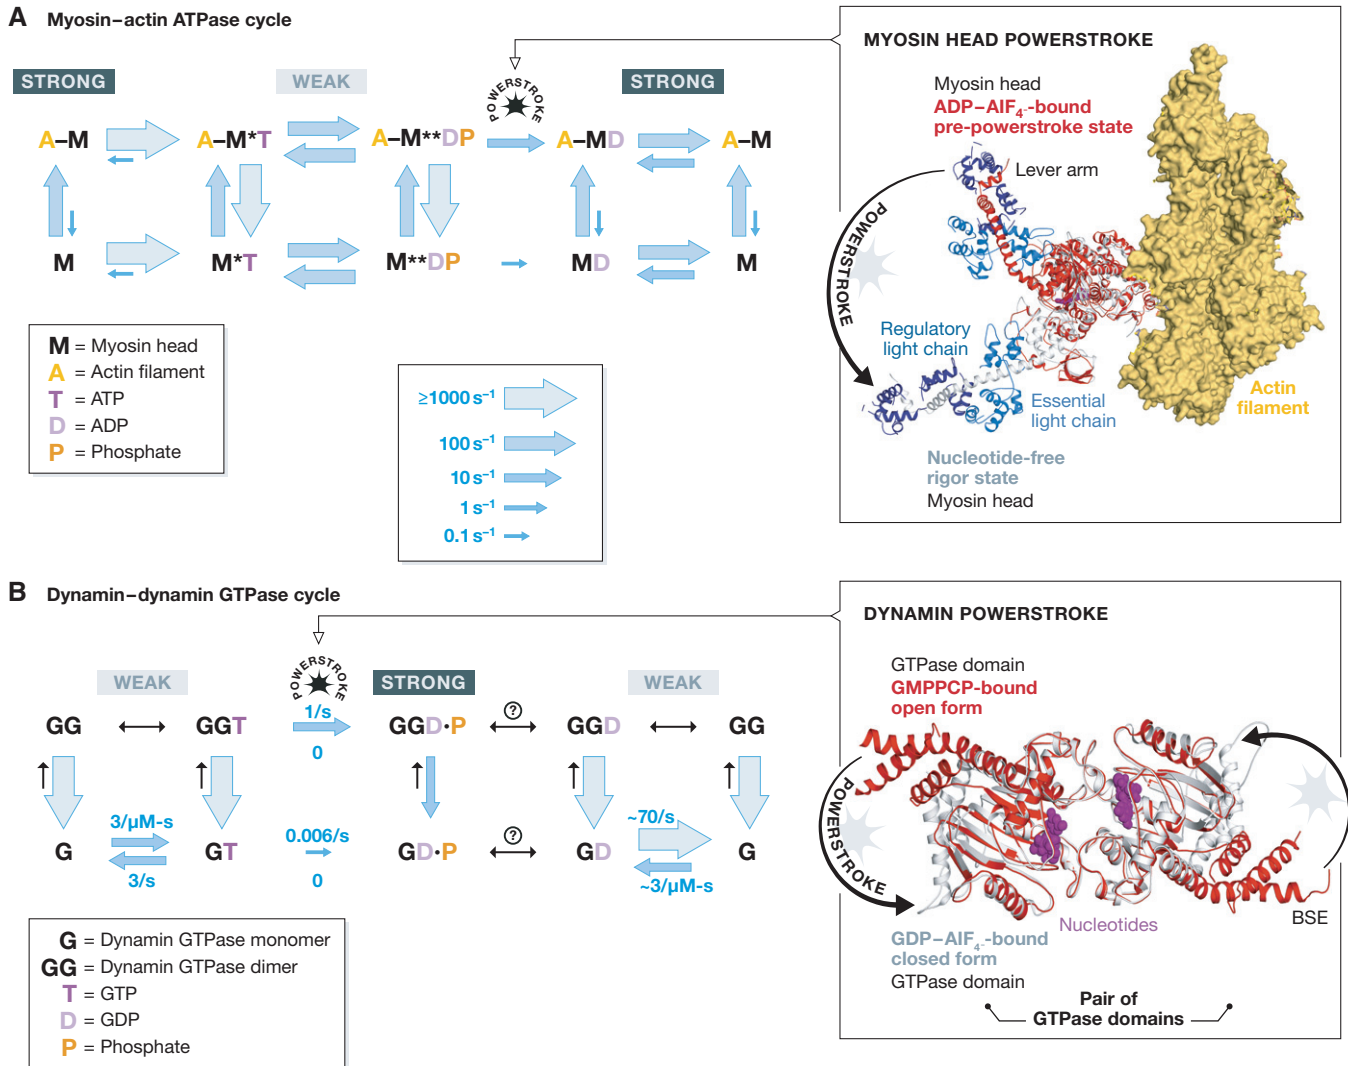 A Myosin–actin ATPase cycle
STRONG
WEAK
POWERSTROKE
STRONG
A–M
A–M*T
A–M**DP
A–MD
A–M
M
M*T
M**DP
MD
M
M = Myosin head
A = Actin filament
T = ATP
D = ADP
P = Phosphate
≥1000 s⁻¹
100 s⁻¹
10 s⁻¹
1 s⁻¹
0.1 s⁻¹
MYOSIN HEAD POWERSTROKE
Myosin head
ADP–AIF₄-bound
pre-powerstroke state
Lever arm
POWERSTROKE
Regulatory
light chain
Essential
light chain
Actin
filament
Nucleotide-free
rigor state
Myosin head
B Dynamin–dynamin GTPase cycle
WEAK
POWERSTROKE
STRONG
WEAK
GG
GGT
1/s
0
GGD·P
?
GGD
GG
3/µM-s
3/s
0.006/s
0
~70/s
~3/µM-s
G
GT
GD·P
?
GD
G
G = Dynamin GTPase monomer
GG = Dynamin GTPase dimer
T = GTP
D = GDP
P = Phosphate
DYNAMIN POWERSTROKE
GTPase domain
GMPPCP-bound
open form
POWERSTROKE
Nucleotides
BSE
GDP–AIF₄-bound
closed form
GTPase domain
Pair of
GTPase domains